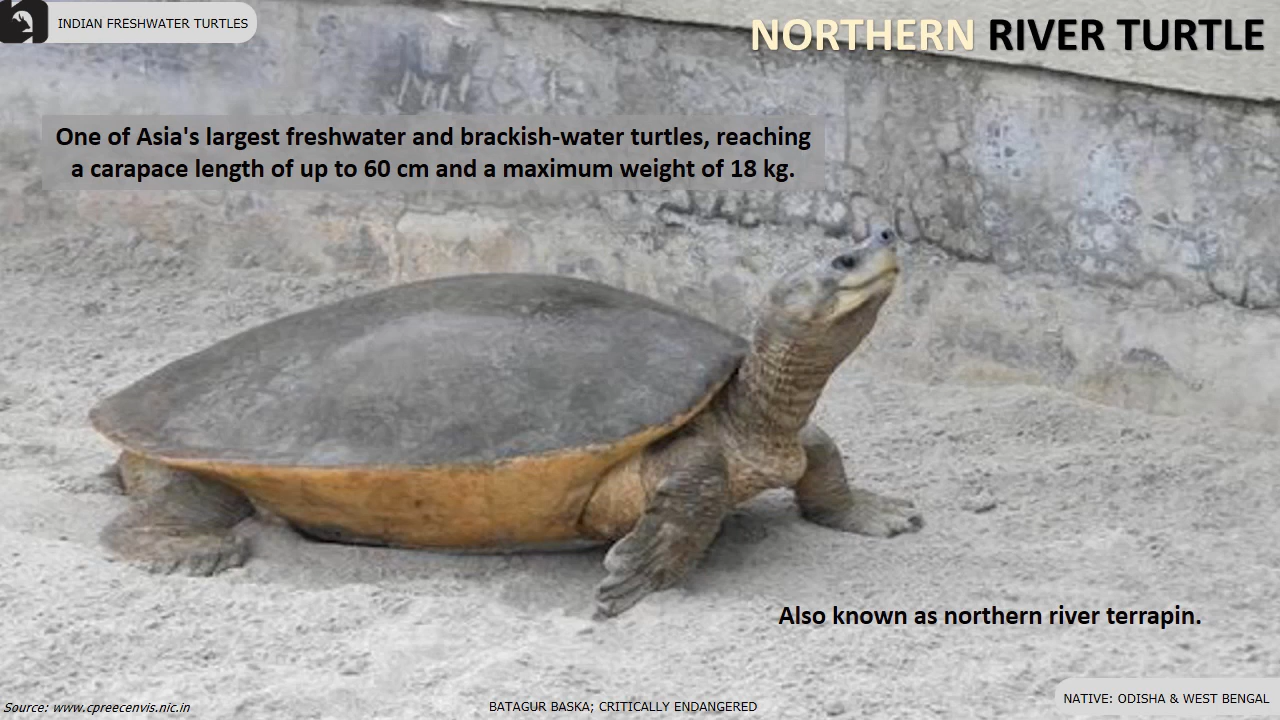 INDIAN FRESHWATER TURTLES
NORTHERN RIVER TURTLE
One of Asia's largest freshwater and brackish-water turtles, reaching
a carapace length of up to 60 cm and a maximum weight of 18 kg.
Also known as northern river terrapin.
NATIVE: ODISHA & WEST BENGAL
Source: www.cpreecenvis.nic.in
BATAGUR BASKA; CRITICALLY ENDANGERED